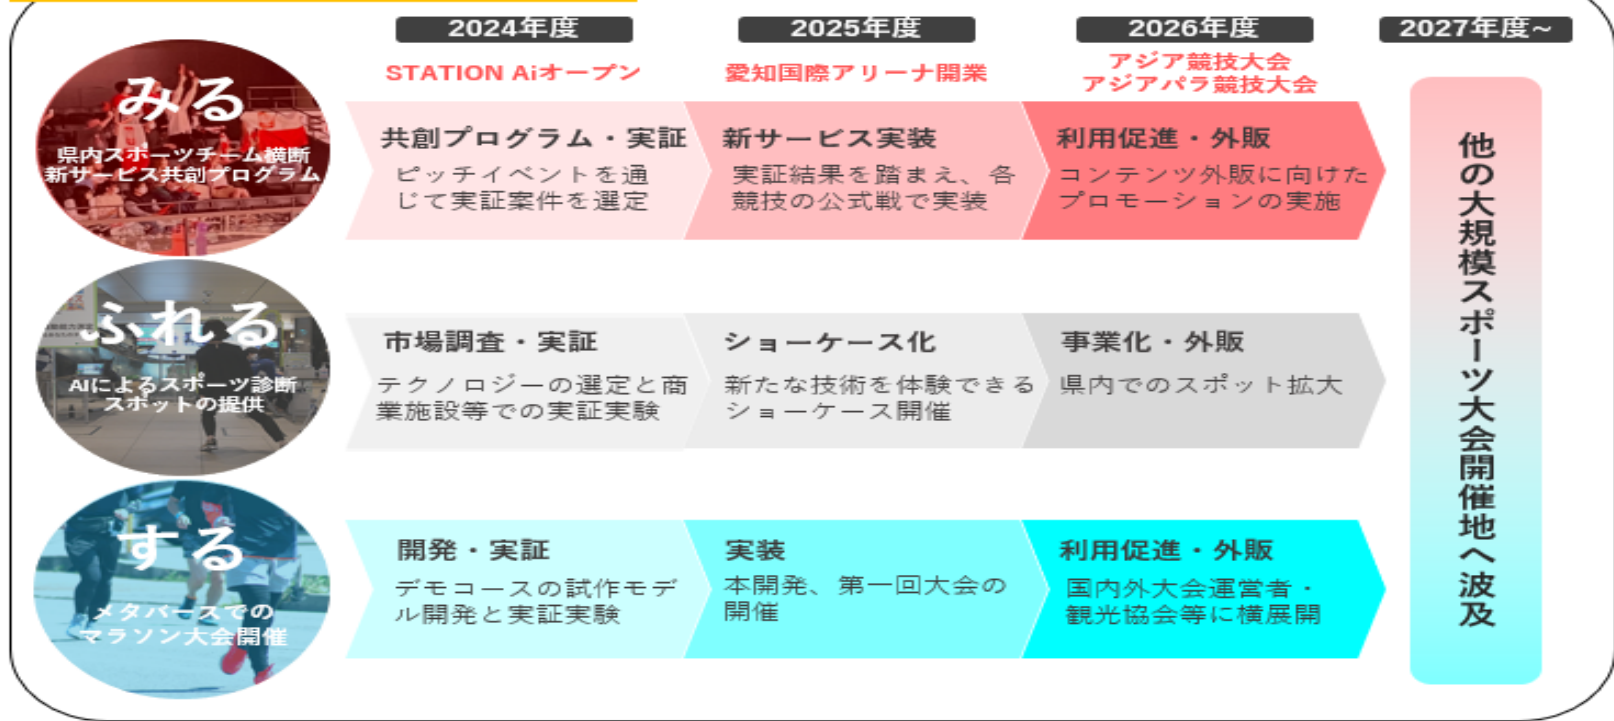 2024年度
2025年度
2026年度
2027年度~
STATION Aiオープン
愛知国際アリーナ開業
アジア競技大会
アジアパラ競技大会
みる
県内スポーツチーム横断
新サービス共創プログラム
共創プログラム・実証
ピッチイベントを通
じて実証案件を選定
新サービス実装
実証結果を踏まえ、各
競技の公式戦で実装
利用促進・外販
コンテンツ外販に向けた
プロモーションの実施
ふれる
AIによるスポーツ診断
スポットの提供
市場調査・実証
テクノロジーの選定と商
業施設等での実証実験
ショーケース化
新たな技術を体験できる
ショーケース開催
事業化・外販
県内でのスポット拡大
する
メタバースでの
マラソン大会開催
開発・実証
デモコースの試作モデ
ル開発と実証実験
実装
本開発、第一回大会の
開催
利用促進・外販
国内外大会運営者・
観光協会等に横展開
他の大規模スポーツ大会開催地へ波及